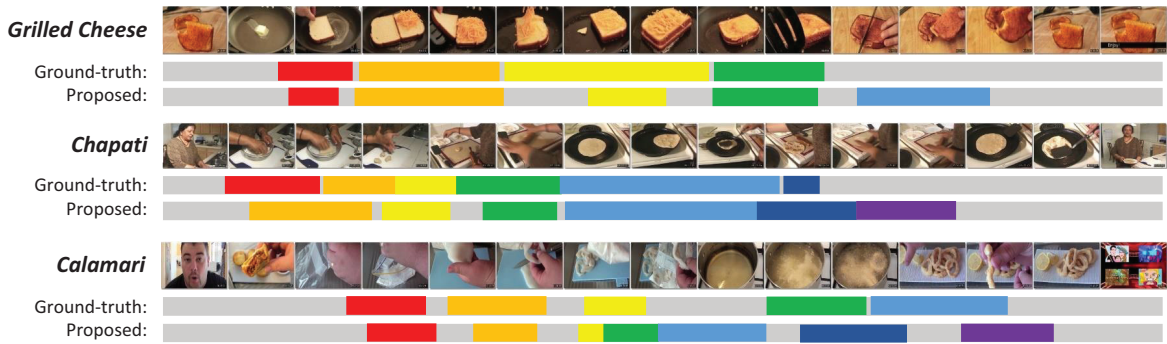 Grilled Cheese
Ground-truth:
Proposed:
Chapati
Ground-truth:
Proposed:
Calamari
Ground-truth:
Proposed: